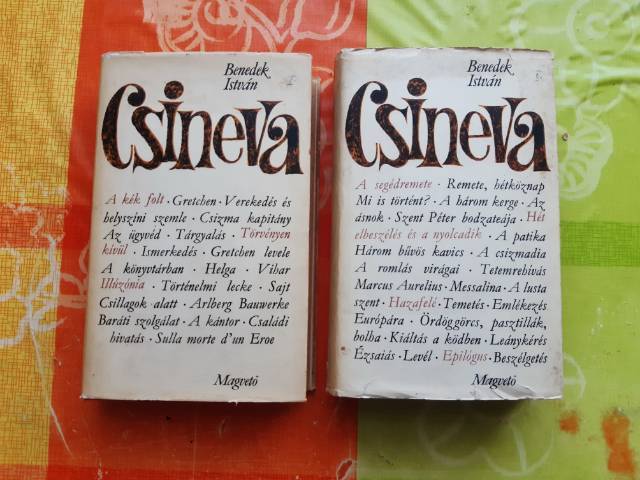 Benedek
István
Csineva
A kék folt · Gretchen · Verekedés és
helyszíni szemle · Csizma kapitány
Az ügyvéd · Tárgyalás · Törvényen
kívül · Ismerkedés · Gretchen levele
A könyvtárban · Helga · Vihar
Illúzónia · Történelmi lecke · Sajt
Csillagok alatt · Arlberg Bauwerke
Baráti szolgálat · A kántor · Családi
hivatás · Sulla morte d'un Eroe
Magvető
Benedek
István
Csineva
A segédremete · Remete, hétköznap
Mi is történt? · A három kerge · Az
ásnok · Szent Péter bodzateája · Hét
elbeszélés és a nyolcadik · A patika
Három bűvös kavics · A csizmadia
A romlás virágai · Tetemrehívás
Marcus Aurelius · Messalina · A lusta
szent · Hazafelé · Temetés · Emlékezés
Európára · Ördöggörcs, pasztillák,
bolha · Kiáltás a ködben · Leánykérés
Ézsaiás · Levél · Epilógus · Beszélgetés
Magvető